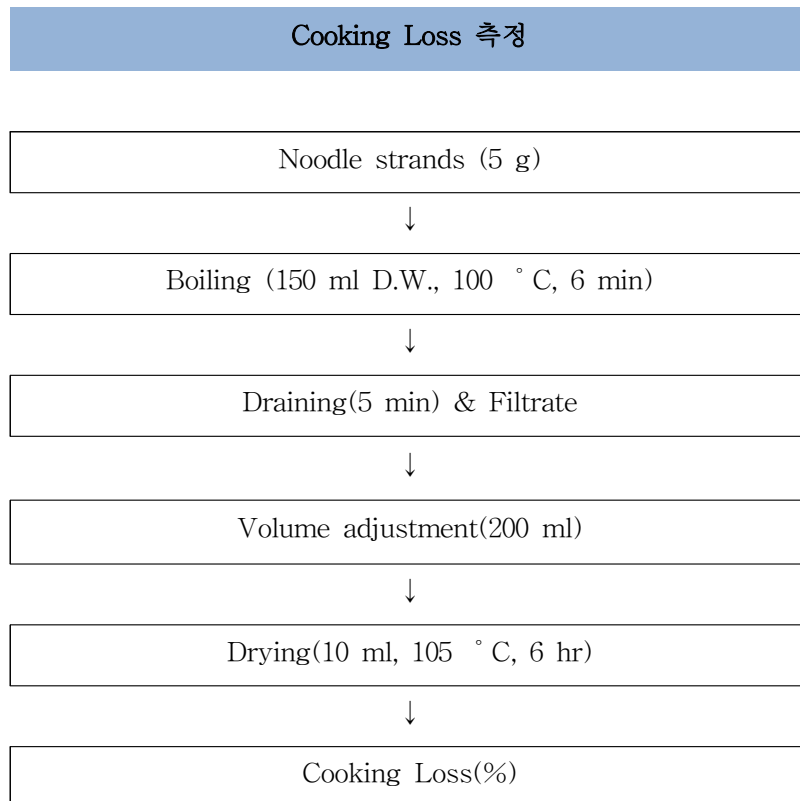 Cooking Loss 측정
Noodle strands (5 g)
↓
Boiling (150 ml D.W., 100 ˚C, 6 min)
↓
Draining(5 min) & Filtrate
↓
Volume adjustment(200 ml)
↓
Drying(10 ml, 105 ˚C, 6 hr)
↓
Cooking Loss(%)